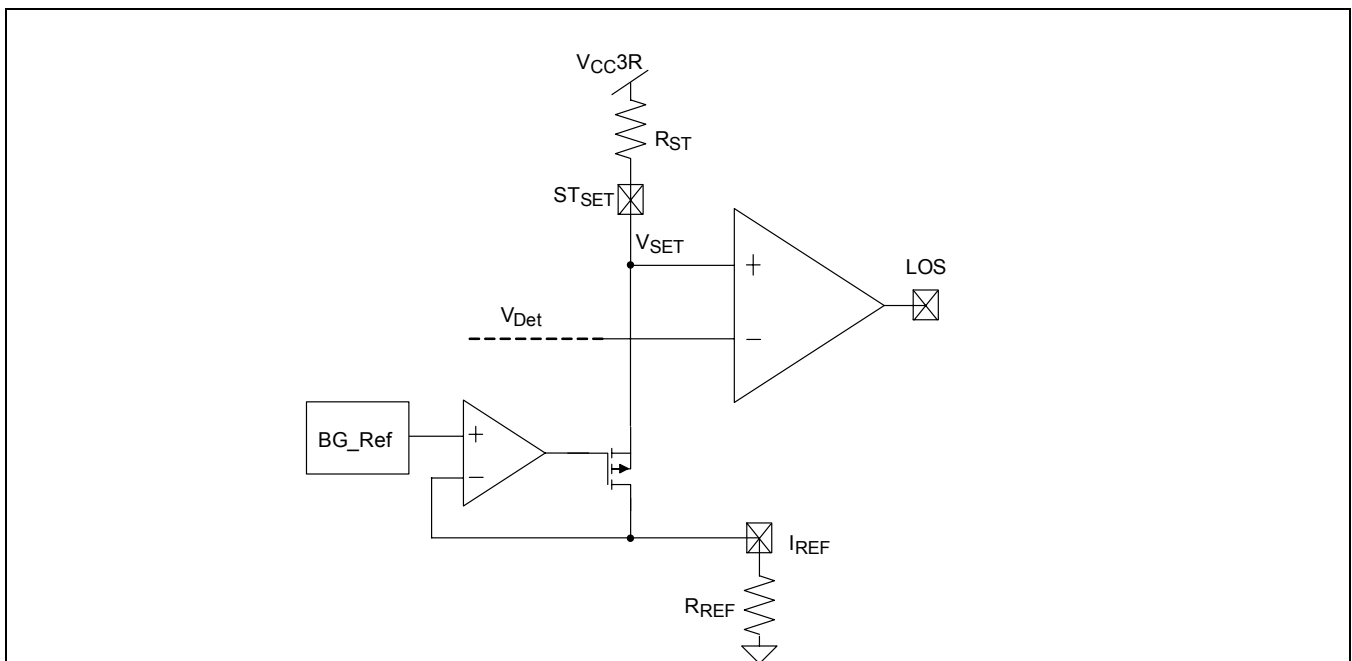 VCC3R
RST
STSET
VSET
+
LOS
VDet
−
BG_Ref
+
−
IREF
RREF